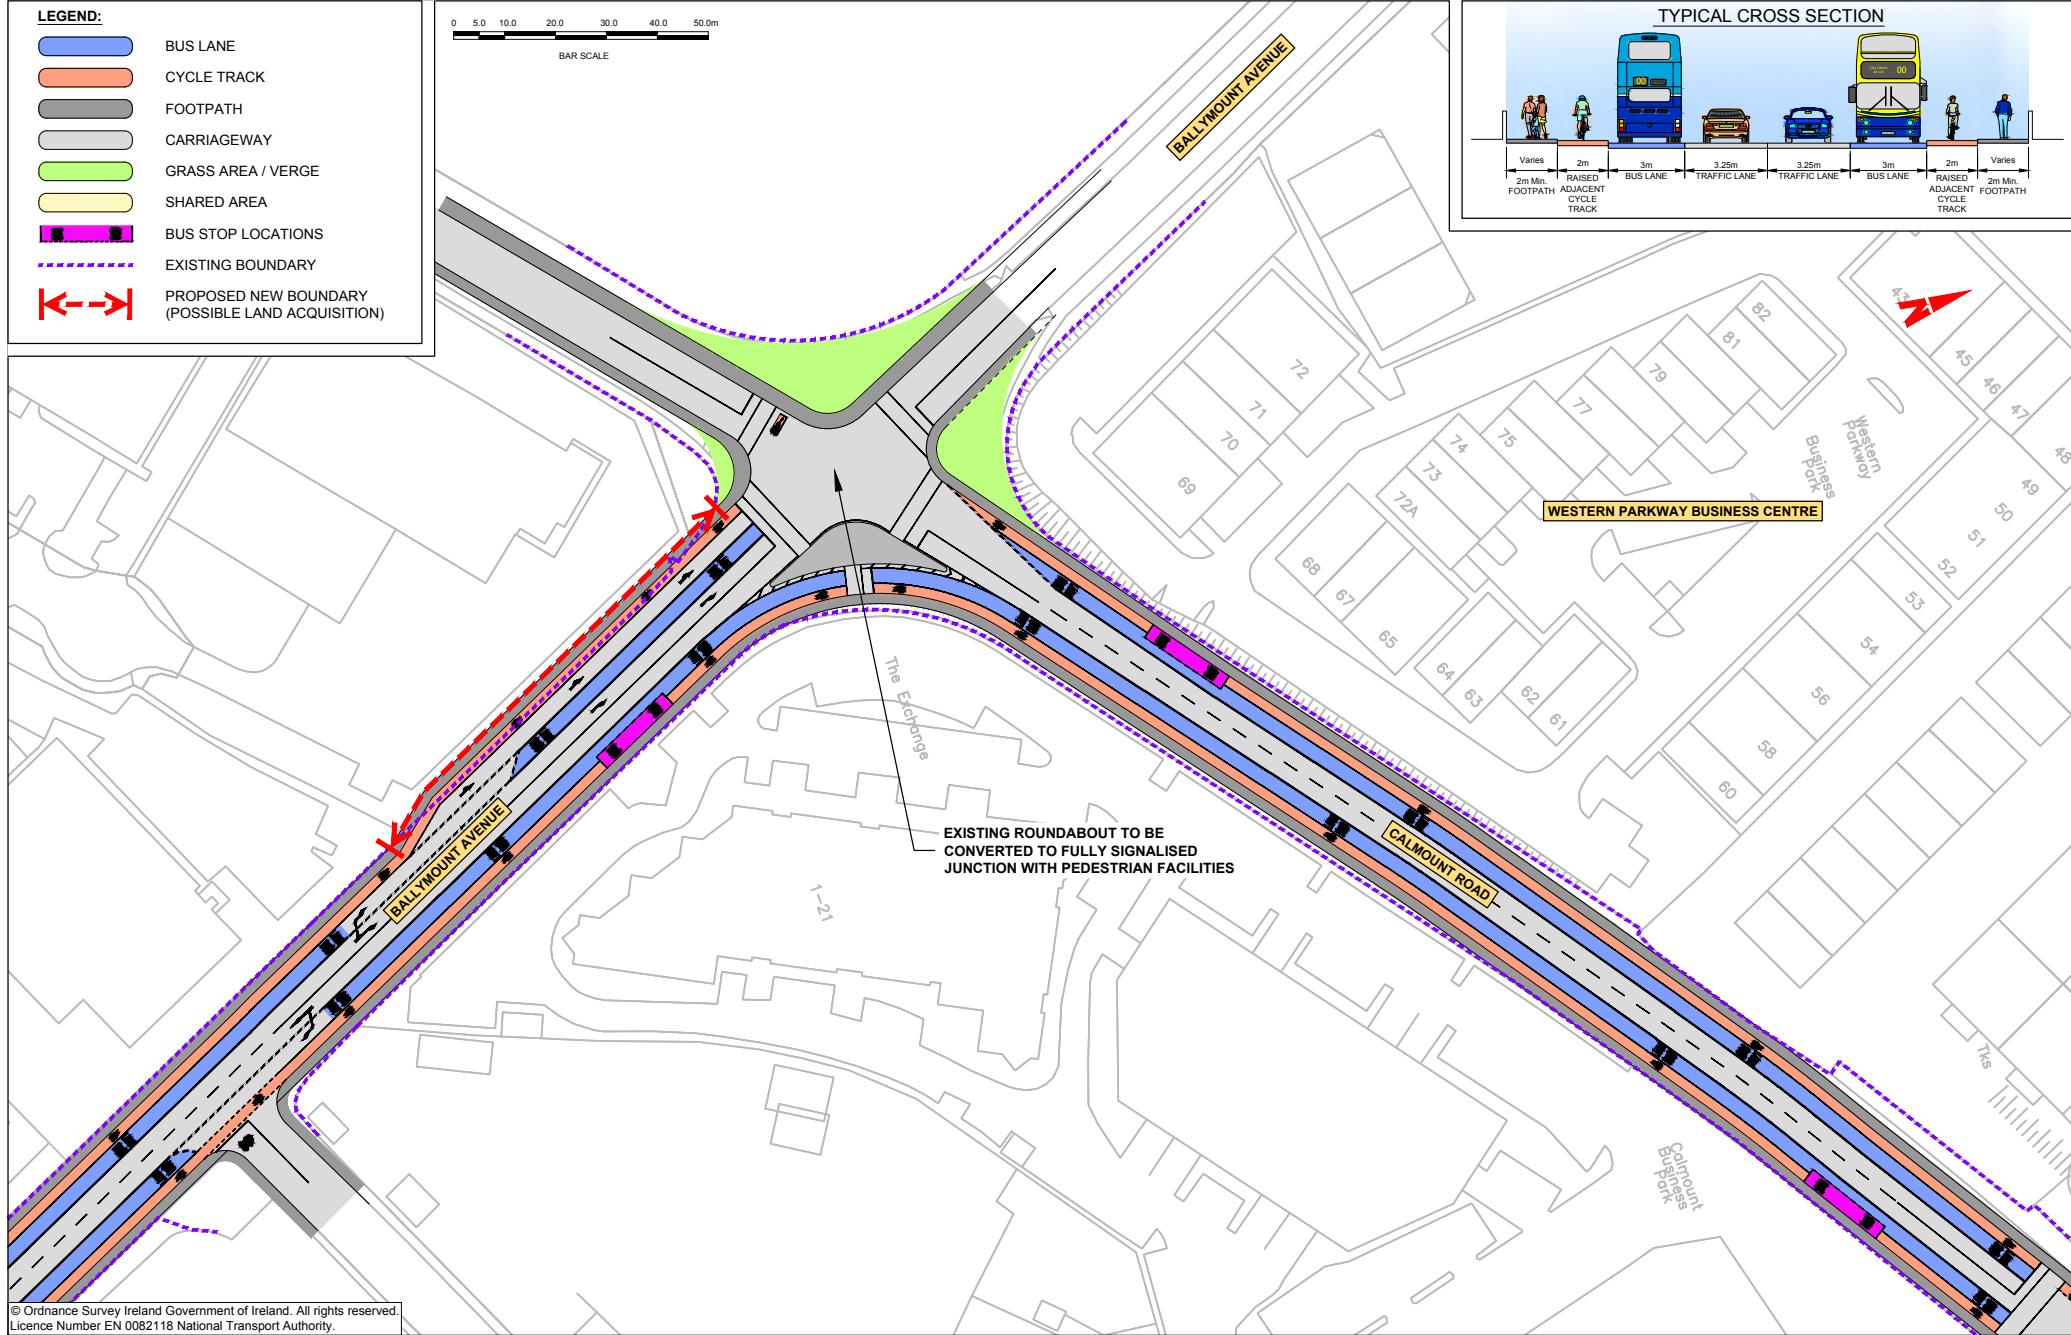 LEGEND:
BUS LANE
CYCLE TRACK
FOOTPATH
CARRIAGEWAY
GRASS AREA / VERGE
SHARED AREA
BUS STOP LOCATIONS
EXISTING BOUNDARY
PROPOSED NEW BOUNDARY
(POSSIBLE LAND ACQUISITION)
0 5.0 10.0 20.0 30.0 40.0 50.0m
BAR SCALE
TYPICAL CROSS SECTION
00
00
Varies
2m Min.
FOOTPATH
2m
RAISED
ADJACENT
CYCLE
TRACK
3m
BUS LANE
3.25m
TRAFFIC LANE
3.25m
TRAFFIC LANE
3m
BUS LANE
2m
RAISED
ADJACENT
CYCLE
TRACK
Varies
2m Min.
FOOTPATH
BALLYMOUNT AVENUE
N
43
45
46
47
48
49
50
51
52
53
54
56
58
60
82
81
79
77
75
74
73
72A
72
71
70
69
68
67
65
64
63
62
61
Western
Parkway
Business
Park
WESTERN PARKWAY BUSINESS CENTRE
The Exchange
1-21
EXISTING ROUNDABOUT TO BE
CONVERTED TO FULLY SIGNALISED
JUNCTION WITH PEDESTRIAN FACILITIES
BALLYMOUNT AVENUE
CALMOUNT ROAD
Tks
Calmount
Business
Park
© Ordnance Survey Ireland Government of Ireland. All rights reserved.
Licence Number EN 0082118 National Transport Authority.